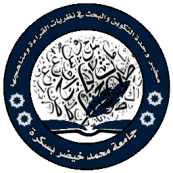 مخبر وحدة التكوين والبحث في نظريات القراءة ومناهجها
جامعة محمد خيضر بسكرة